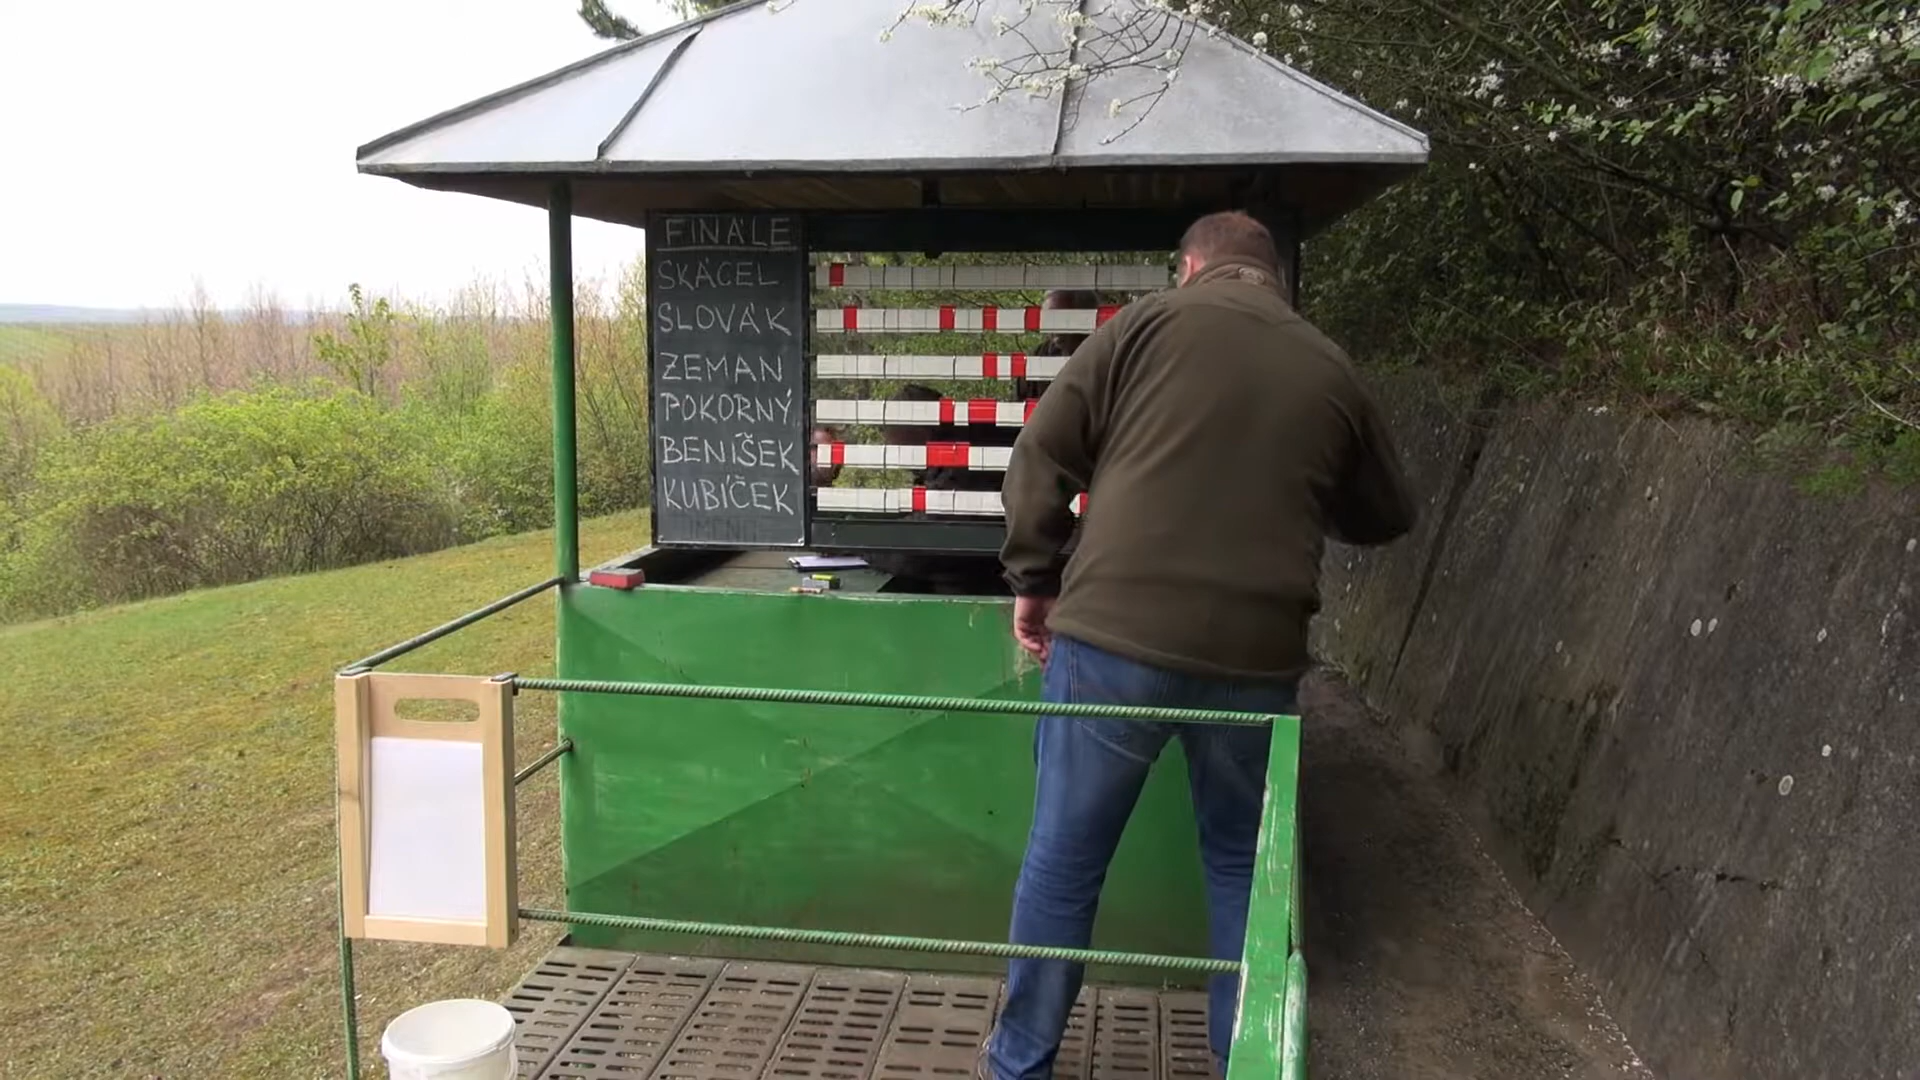 FINÁLE
SKÁCEL
SLOVÁK
ZEMAN
POKORNÝ
BENÍŠEK
KUBÍČEK